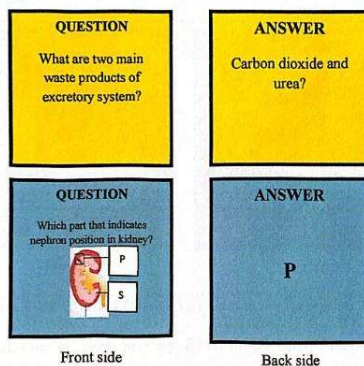 QUESTION
What are two main
waste products of
excretory system?
ANSWER
Carbon dioxide and
urea?
QUESTION
Which part that indicates
nephron position in kidney?
P
S
ANSWER
P
Front side
Back side